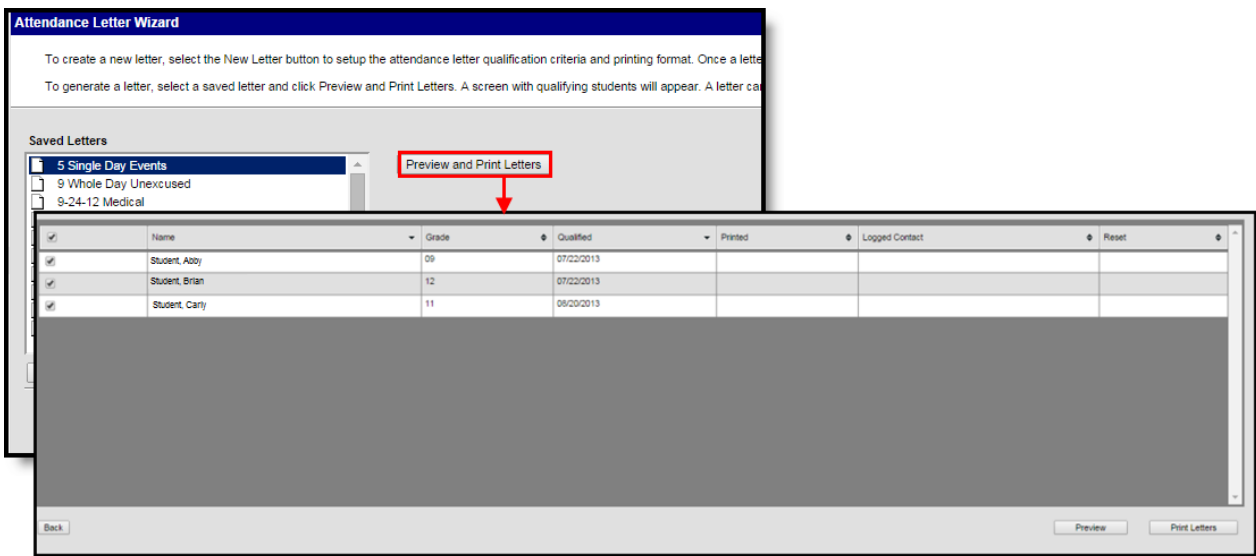 Attendance Letter Wizard
To create a new letter, select the New Letter button to setup the attendance letter qualification criteria and printing format. Once a lette
To generate a letter, select a saved letter and click Preview and Print Letters. A screen with qualifying students will appear. A letter car
Saved Letters
5 Single Day Events
Preview and Print Letters
9 Whole Day Unexcused
9-24-12 Medical
Name Grade Qualified Printed Logged Contact Reset
Student, Abby 09 07/22/2013
Student, Brian 12 07/22/2013
Student, Carly 11 08/20/2013
Back Preview Print Letters